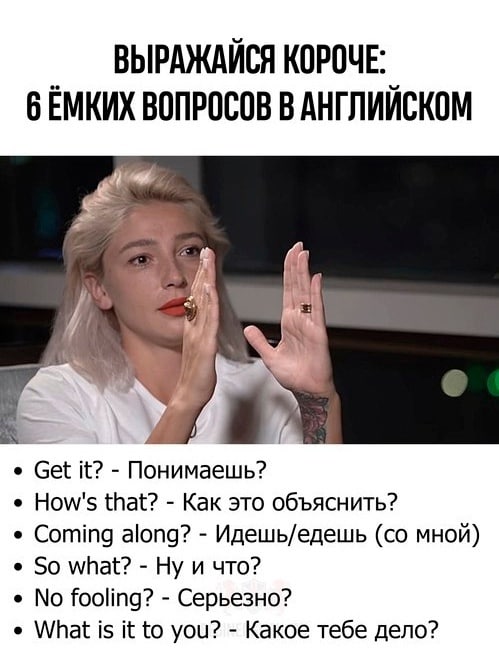 ВЫРАЖАЙСЯ КОРОЧЕ:
6 ЁМКИХ ВОПРОСОВ В АНГЛИЙСКОМ
• Get it? - Понимаешь?
• How's that? - Как это объяснить?
• Coming along? - Идешь/едешь (со мной)
• So what? - Ну и что?
• No fooling? - Серьезно?
• What is it to you? - Какое тебе дело?